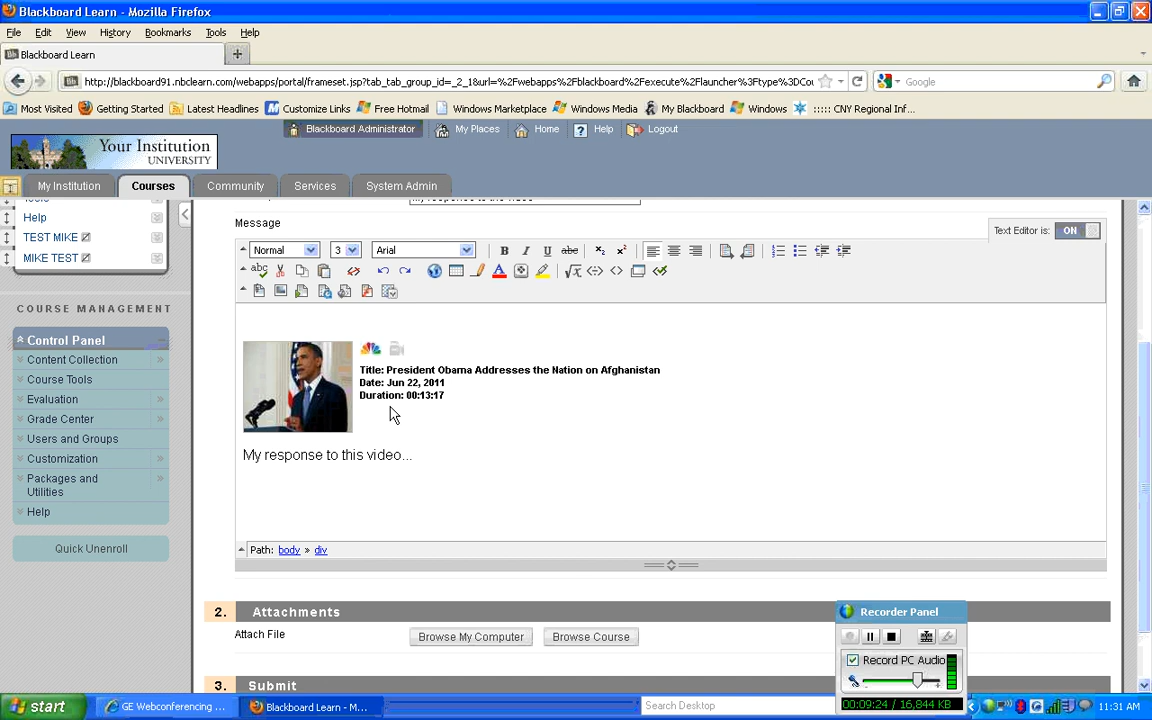 Blackboard Learn - Mozilla Firefox
File Edit View History Bookmarks Tools Help
Blackboard Learn
http://blackboard91.nbclearn.com/webapps/portal/frameset.jsp?tab_tab_group_id=_2_1&url=%2Fwebapps%2Fblackboard%2Fexecute%2Flauncher%3Ftype%3DCou
Google
Most Visited Getting Started Latest Headlines Customize Links Free Hotmail Windows Marketplace Windows Media My Blackboard Windows ::::: CNY Regional Inf...
Blackboard Administrator My Places Home Help Logout
Your Institution
UNIVERSITY
My Institution Courses Community Services System Admin
Tools
Help
TEST MIKE
MIKE TEST
COURSE MANAGEMENT
Control Panel
Content Collection
Course Tools
Evaluation
Grade Center
Users and Groups
Customization
Packages and
Utilities
Help
Quick Unenroll
My response to the video
Message
Text Editor is: ON
Normal 3 Arial
Title: President Obama Addresses the Nation on Afghanistan
Date: Jun 22, 2011
Duration: 00:13:17
My response to this video...
Path: body » div
2. Attachments
Attach File Browse My Computer Browse Course
3. Submit
Recorder Panel
Record PC Audio
00:09:24 / 16,844 KB
start GE Webconferencing ... Blackboard Learn - M... Search Desktop 11:31 AM